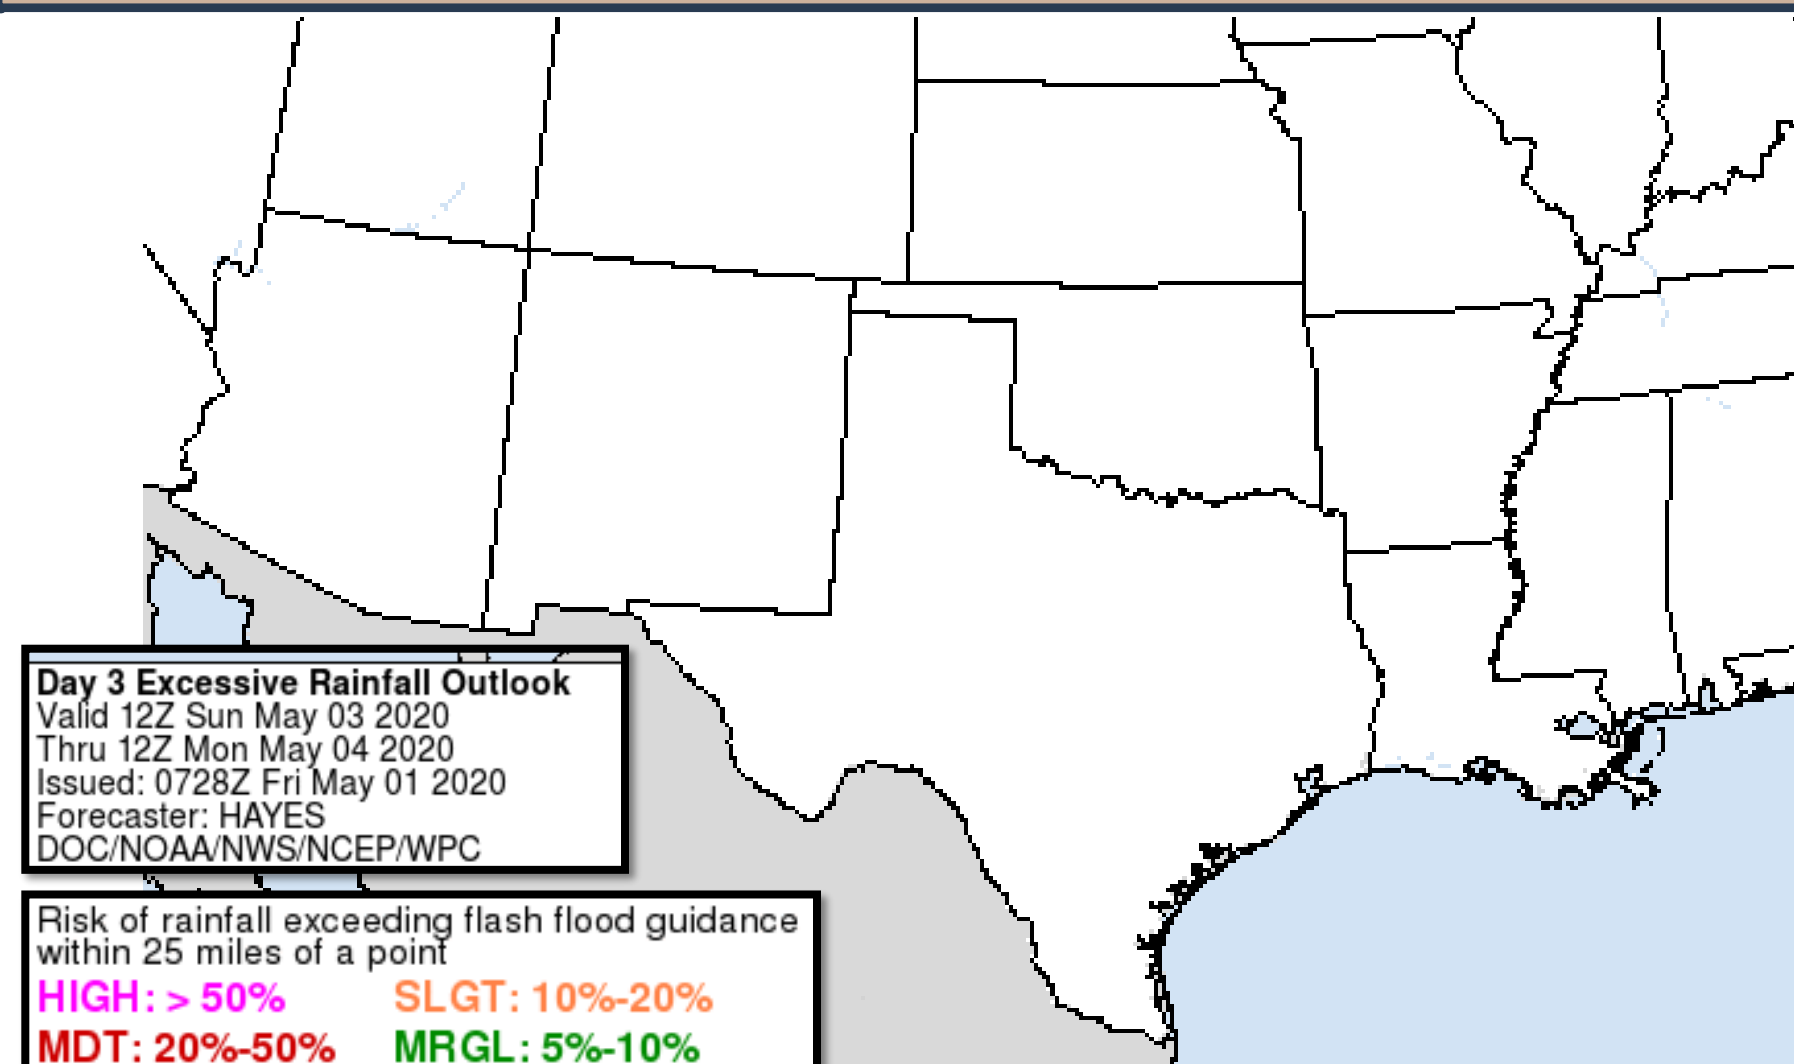 Day 3 Excessive Rainfall Outlook
Valid 12Z Sun May 03 2020
Thru 12Z Mon May 04 2020
Issued: 0728Z Fri May 01 2020
Forecaster: HAYES
DOC/NOAA/NWS/NCEP/WPC
Risk of rainfall exceeding flash flood guidance
within 25 miles of a point
HIGH: > 50% SLGT: 10%-20%
MDT: 20%-50% MRGL: 5%-10%